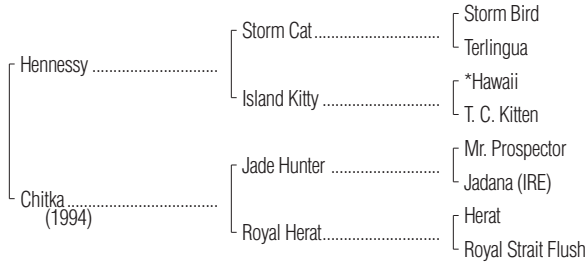 Storm Bird
Storm Cat
Terlingua
Hennessy
*Hawaii
Island Kitty
T. C. Kitten
Mr. Prospector
Jade Hunter
Jadana (IRE)
Chitka
(1994)
Herat
Royal Herat
Royal Strait Flush